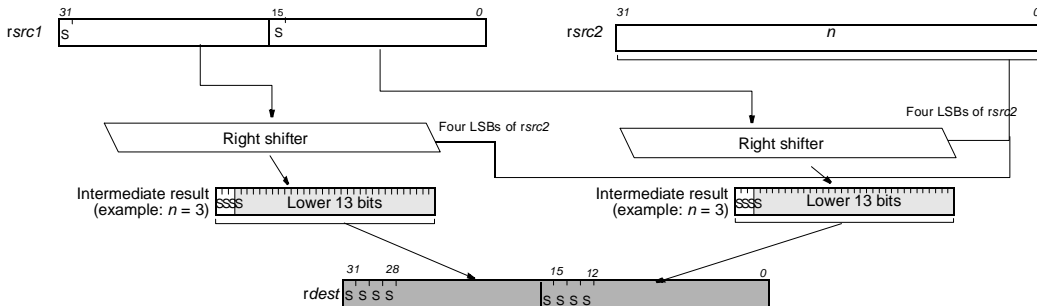 31 15 0 31 0
rsrc1 S S rsrc2 n
Four LSBs of rsrc2
Four LSBs of rsrc2
Right shifter
Right shifter
Intermediate result
(example: n = 3)
SSSS Lower 13 bits
Intermediate result
(example: n = 3)
SSSS Lower 13 bits
31 28 15 12 0
rdest S S S S S S S S